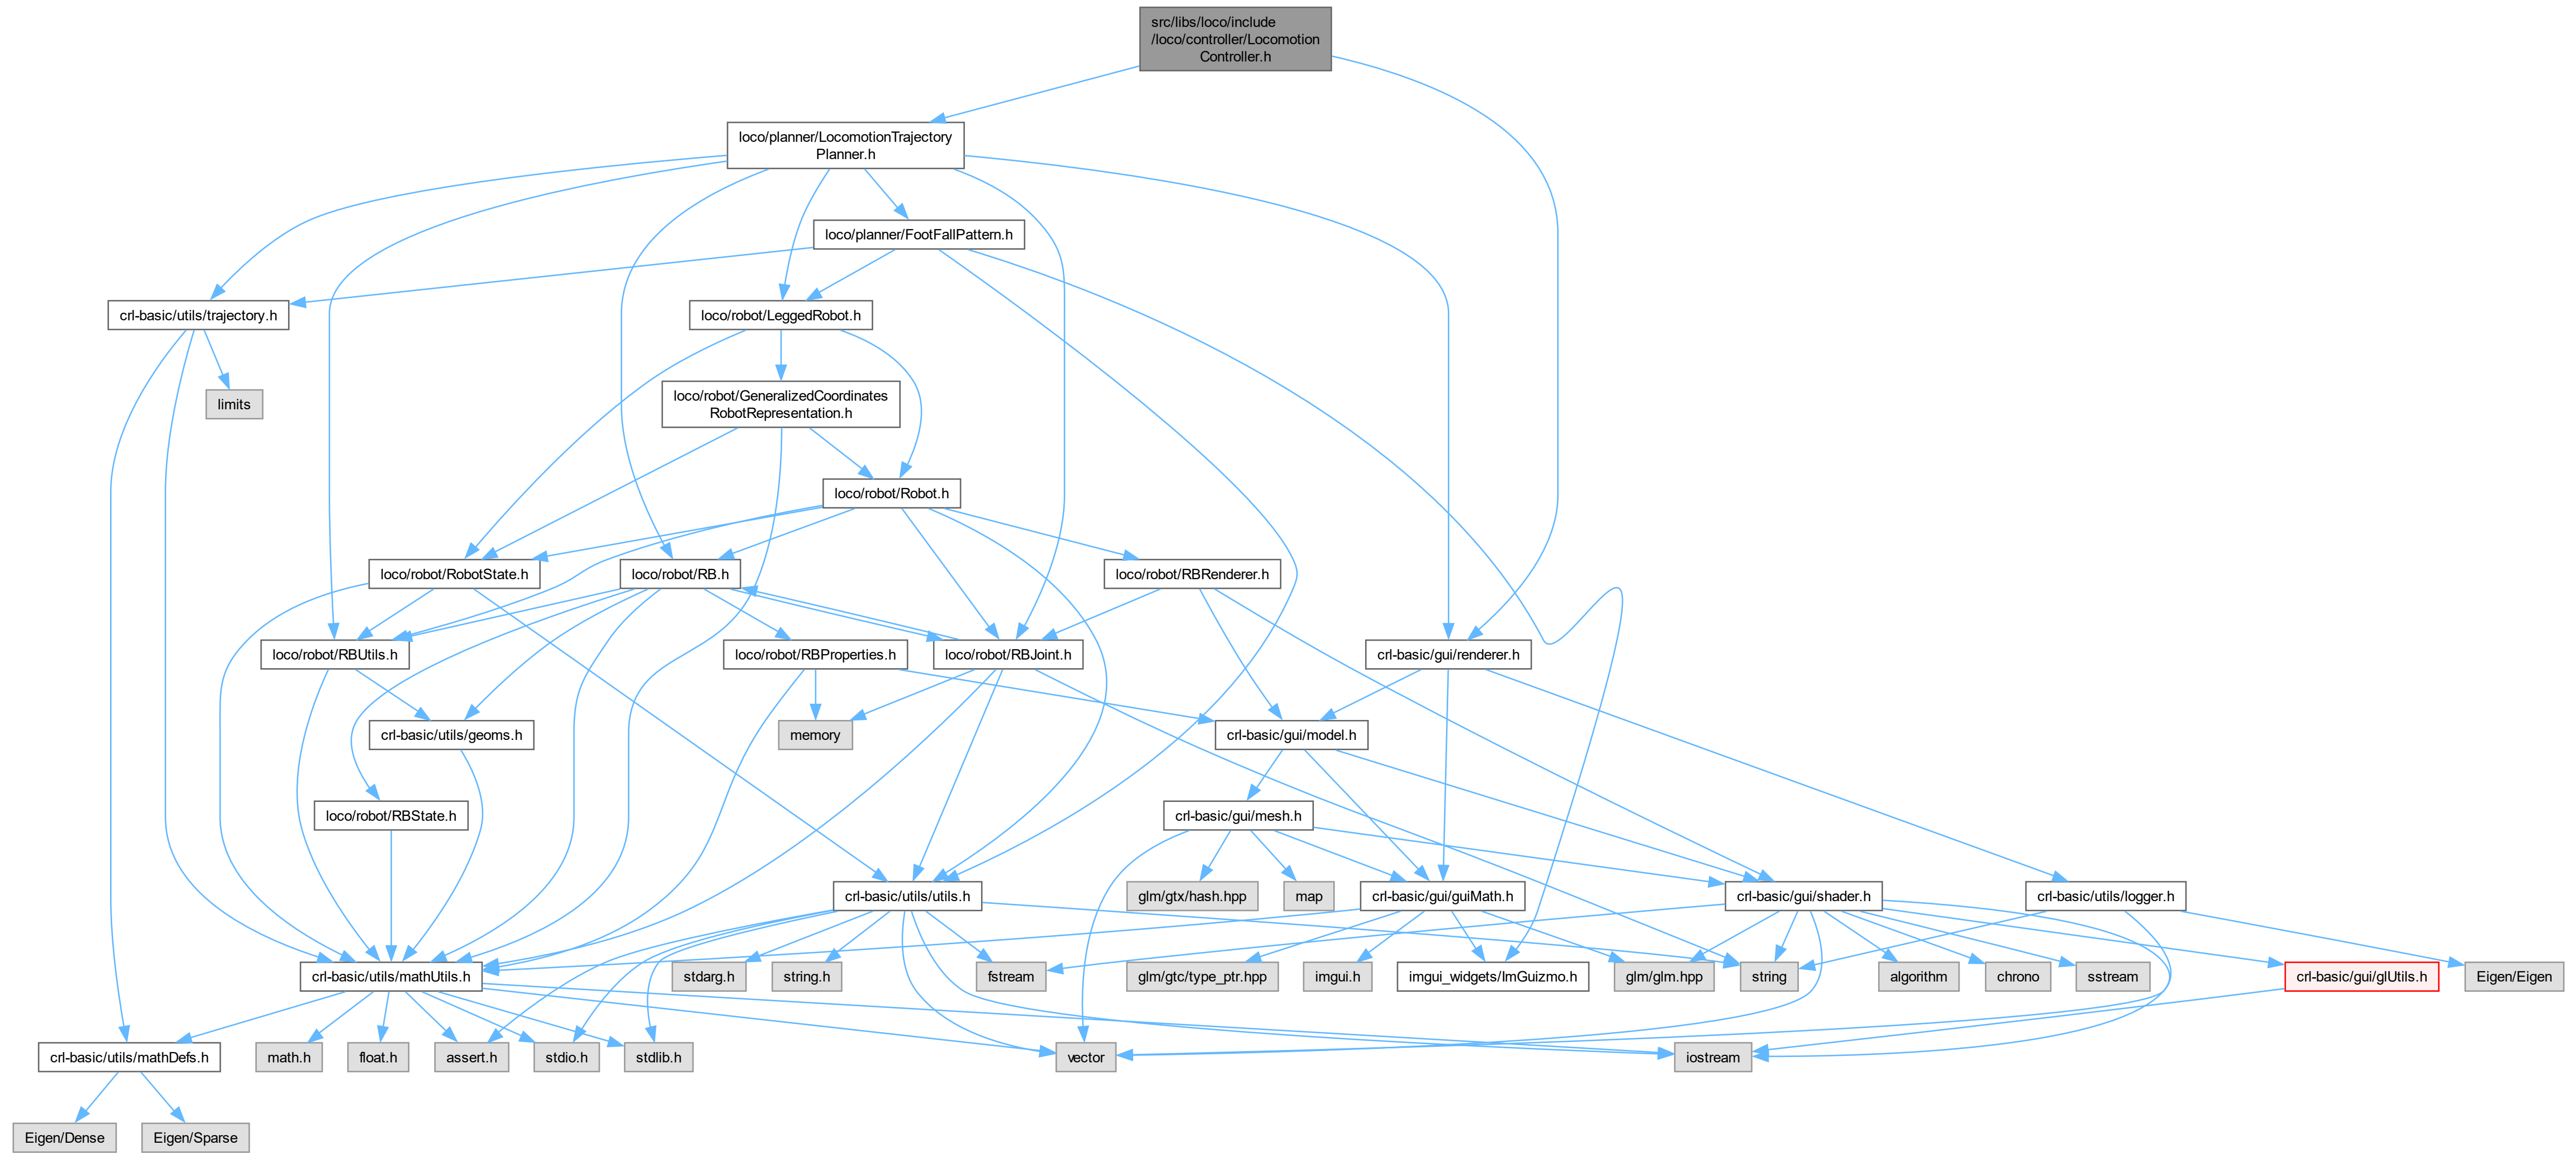 src/libs/loco/include
/loco/controller/Locomotion
Controller.h
loco/planner/LocomotionTrajectory
Planner.h
loco/planner/FootFallPattern.h
crl-basic/utils/trajectory.h
loco/robot/LeggedRobot.h
limits
loco/robot/GeneralizedCoordinates
RobotRepresentation.h
loco/robot/Robot.h
loco/robot/RobotState.h
loco/robot/RB.h
loco/robot/RBRenderer.h
loco/robot/RBUtils.h
loco/robot/RBProperties.h
loco/robot/RBJoint.h
crl-basic/gui/renderer.h
crl-basic/utils/geoms.h
memory
crl-basic/gui/model.h
loco/robot/RBState.h
crl-basic/gui/mesh.h
crl-basic/utils/utils.h
glm/gtx/hash.hpp
map
crl-basic/gui/guiMath.h
crl-basic/gui/shader.h
crl-basic/utils/logger.h
crl-basic/utils/mathUtils.h
stdarg.h
string.h
fstream
glm/gtc/type_ptr.hpp
imgui.h
imgui_widgets/ImGuizmo.h
glm/glm.hpp
string
algorithm
chrono
sstream
crl-basic/gui/glUtils.h
Eigen/Eigen
crl-basic/utils/mathDefs.h
math.h
float.h
assert.h
stdio.h
stdlib.h
vector
iostream
Eigen/Dense
Eigen/Sparse